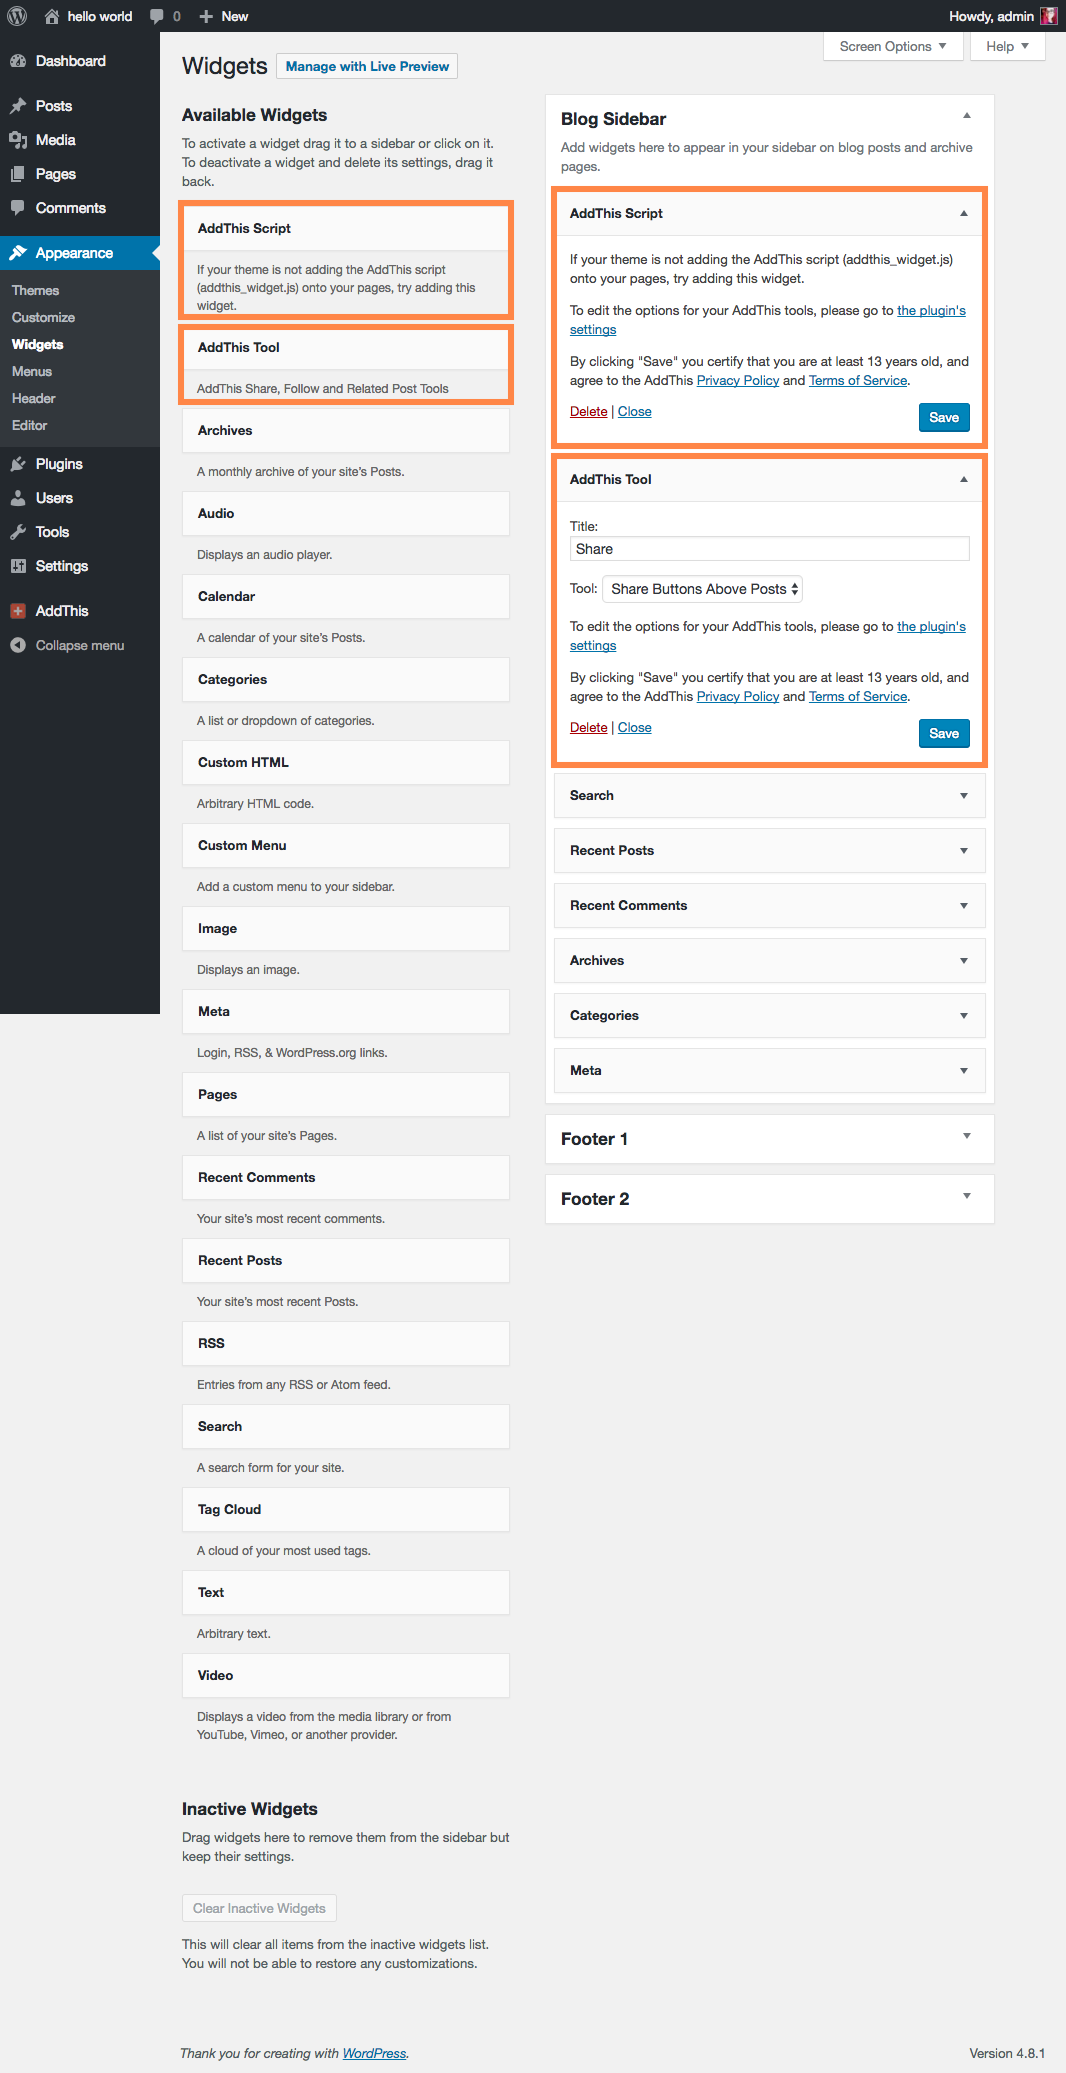 hello world
0
New
Howdy, admin
Dashboard
Posts
Media
Pages
Comments
Appearance
Themes
Customize
Widgets
Menus
Header
Editor
Plugins
Users
Tools
Settings
AddThis
Collapse menu
Screen Options
Help
Widgets
Manage with Live Preview
Available Widgets
To activate a widget drag it to a sidebar or click on it.
To deactivate a widget and delete its settings, drag it
back.
AddThis Script
If your theme is not adding the AddThis script
(addthis_widget.js) onto your pages, try adding this
widget.
AddThis Tool
AddThis Share, Follow and Related Post Tools
Archives
A monthly archive of your site's Posts.
Audio
Displays an audio player.
Calendar
A calendar of your site's Posts.
Categories
A list or dropdown of categories.
Custom HTML
Arbitrary HTML code.
Custom Menu
Add a custom menu to your sidebar.
Image
Displays an image.
Meta
Login, RSS, & WordPress.org links.
Pages
A list of your site's Pages.
Recent Comments
Your site's most recent comments.
Recent Posts
Your site's most recent Posts.
RSS
Entries from any RSS or Atom feed.
Search
A search form for your site.
Tag Cloud
A cloud of your most used tags.
Text
Arbitrary text.
Video
Displays a video from the media library or from
YouTube, Vimeo, or another provider.
Inactive Widgets
Drag widgets here to remove them from the sidebar but
keep their settings.
Clear Inactive Widgets
This will clear all items from the inactive widgets list.
You will not be able to restore any customizations.
Blog Sidebar
Add widgets here to appear in your sidebar on blog posts and archive
pages.
AddThis Script
If your theme is not adding the AddThis script (addthis_widget.js)
onto your pages, try adding this widget.
To edit the options for your AddThis tools, please go to the plugin's
settings
By clicking "Save" you certify that you are at least 13 years old, and
agree to the AddThis Privacy Policy and Terms of Service.
Delete | Close
Save
AddThis Tool
Title:
Share
Tool: Share Buttons Above Posts
To edit the options for your AddThis tools, please go to the plugin's
settings
By clicking "Save" you certify that you are at least 13 years old, and
agree to the AddThis Privacy Policy and Terms of Service.
Delete | Close
Save
Search
Recent Posts
Recent Comments
Archives
Categories
Meta
Footer 1
Footer 2
Thank you for creating with WordPress.
Version 4.8.1